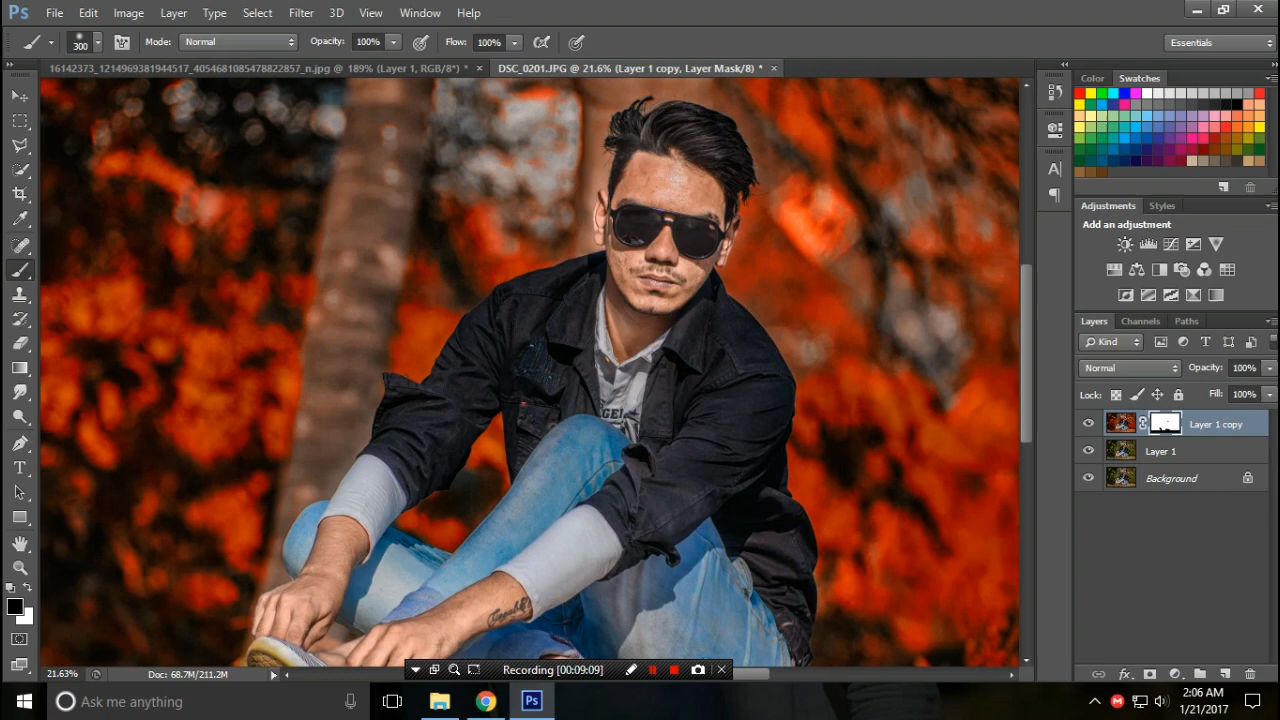 Ps File Edit Image Layer Type Select Filter 3D View Window Help
300 Mode: Normal Opacity: 100% Flow: 100% Essentials
16142373_1214969381944517_4054681085478822857_n.jpg @ 189% (Layer 1, RGB/8*) * × DSC_0201.JPG @ 21.6% (Layer 1 copy, Layer Mask/8) * ×
Color Swatches
Adjustments Styles
Add an adjustment
Layers Channels Paths
Kind
Normal Opacity: 100%
Lock: Fill: 100%
Layer 1 copy
Layer 1
Background
21.63% Doc: 68.7M/211.2M
Recording [00:09:09]
Ask me anything
Ps
2:06 AM
1/21/2017